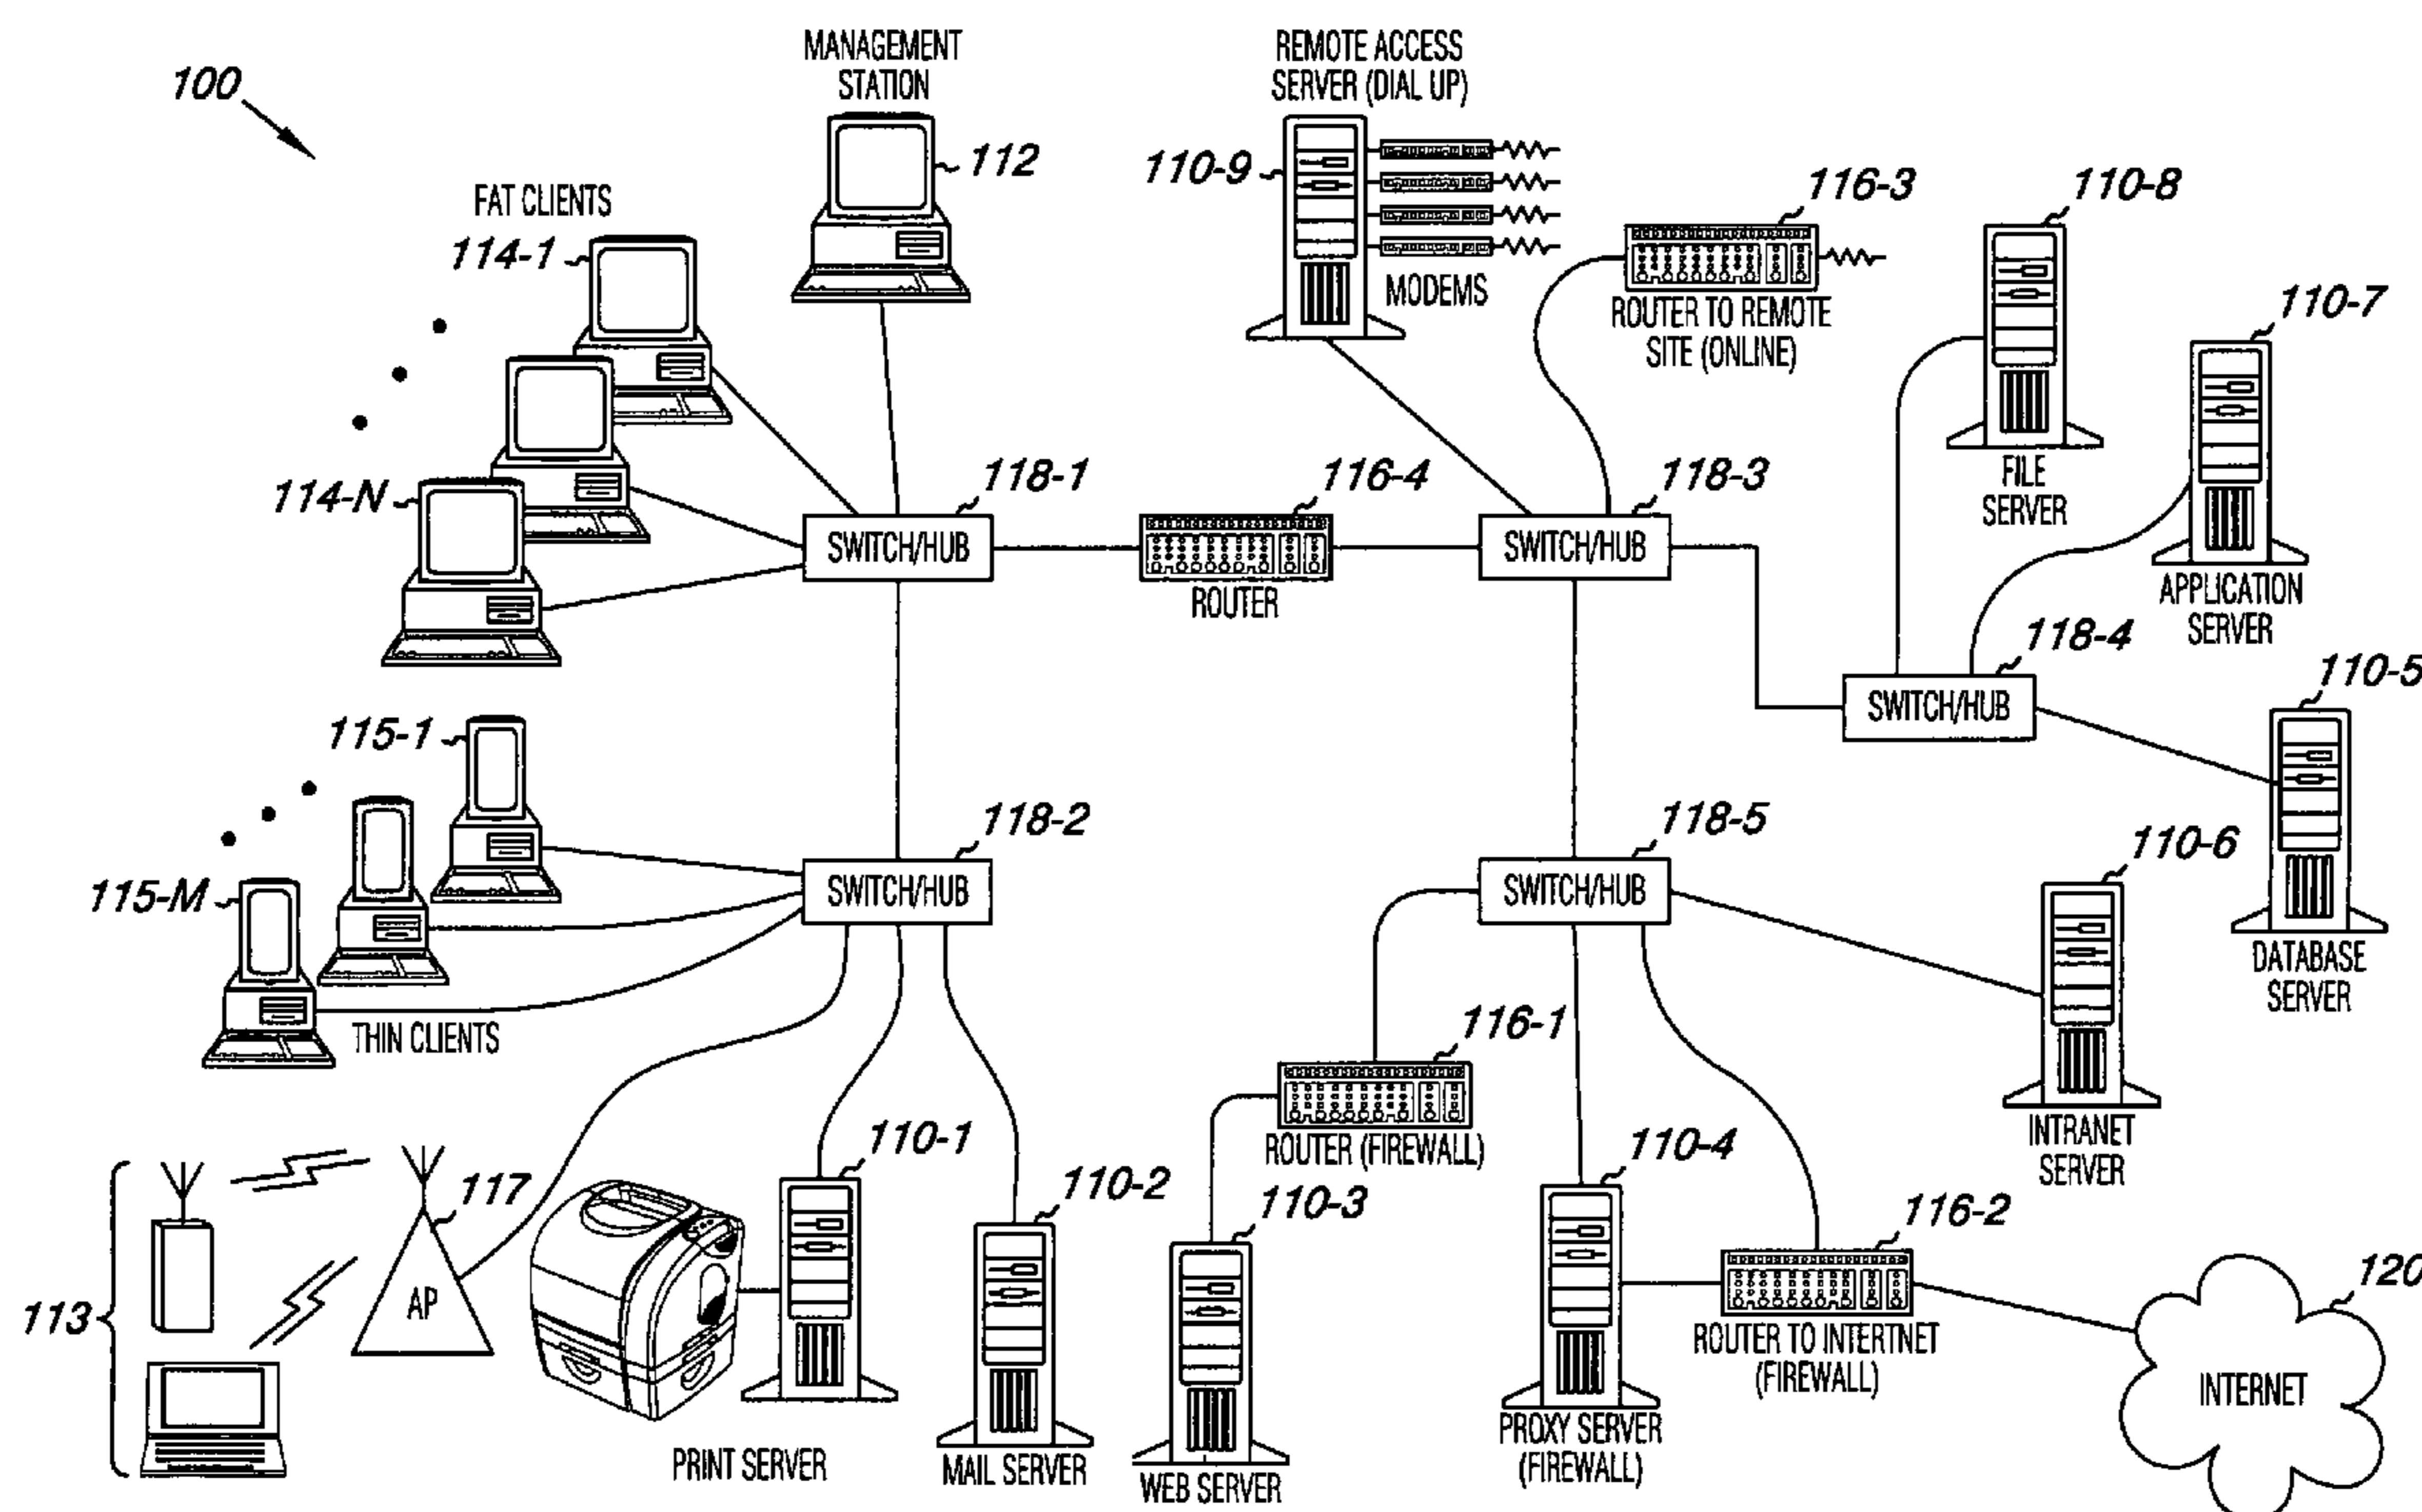 100
MANAGEMENT
STATION
112
REMOTE ACCESS
SERVER (DIAL UP)
110-9
MODEMS
116-3
ROUTER TO REMOTE
SITE (ONLINE)
110-8
FILE
SERVER
110-7
APPLICATION
SERVER
FAT CLIENTS
114-1
114-N
118-1
SWITCH/HUB
116-4
ROUTER
118-3
SWITCH/HUB
118-4
SWITCH/HUB
110-5
DATABASE
SERVER
115-1
115-M
THIN CLIENTS
118-2
SWITCH/HUB
118-5
SWITCH/HUB
110-6
INTRANET
SERVER
116-1
ROUTER (FIREWALL)
113
117
AP
110-1
PRINT SERVER
110-2
MAIL SERVER
110-3
WEB SERVER
110-4
PROXY SERVER
(FIREWALL)
116-2
ROUTER TO INTERTNET
(FIREWALL)
120
INTERNET